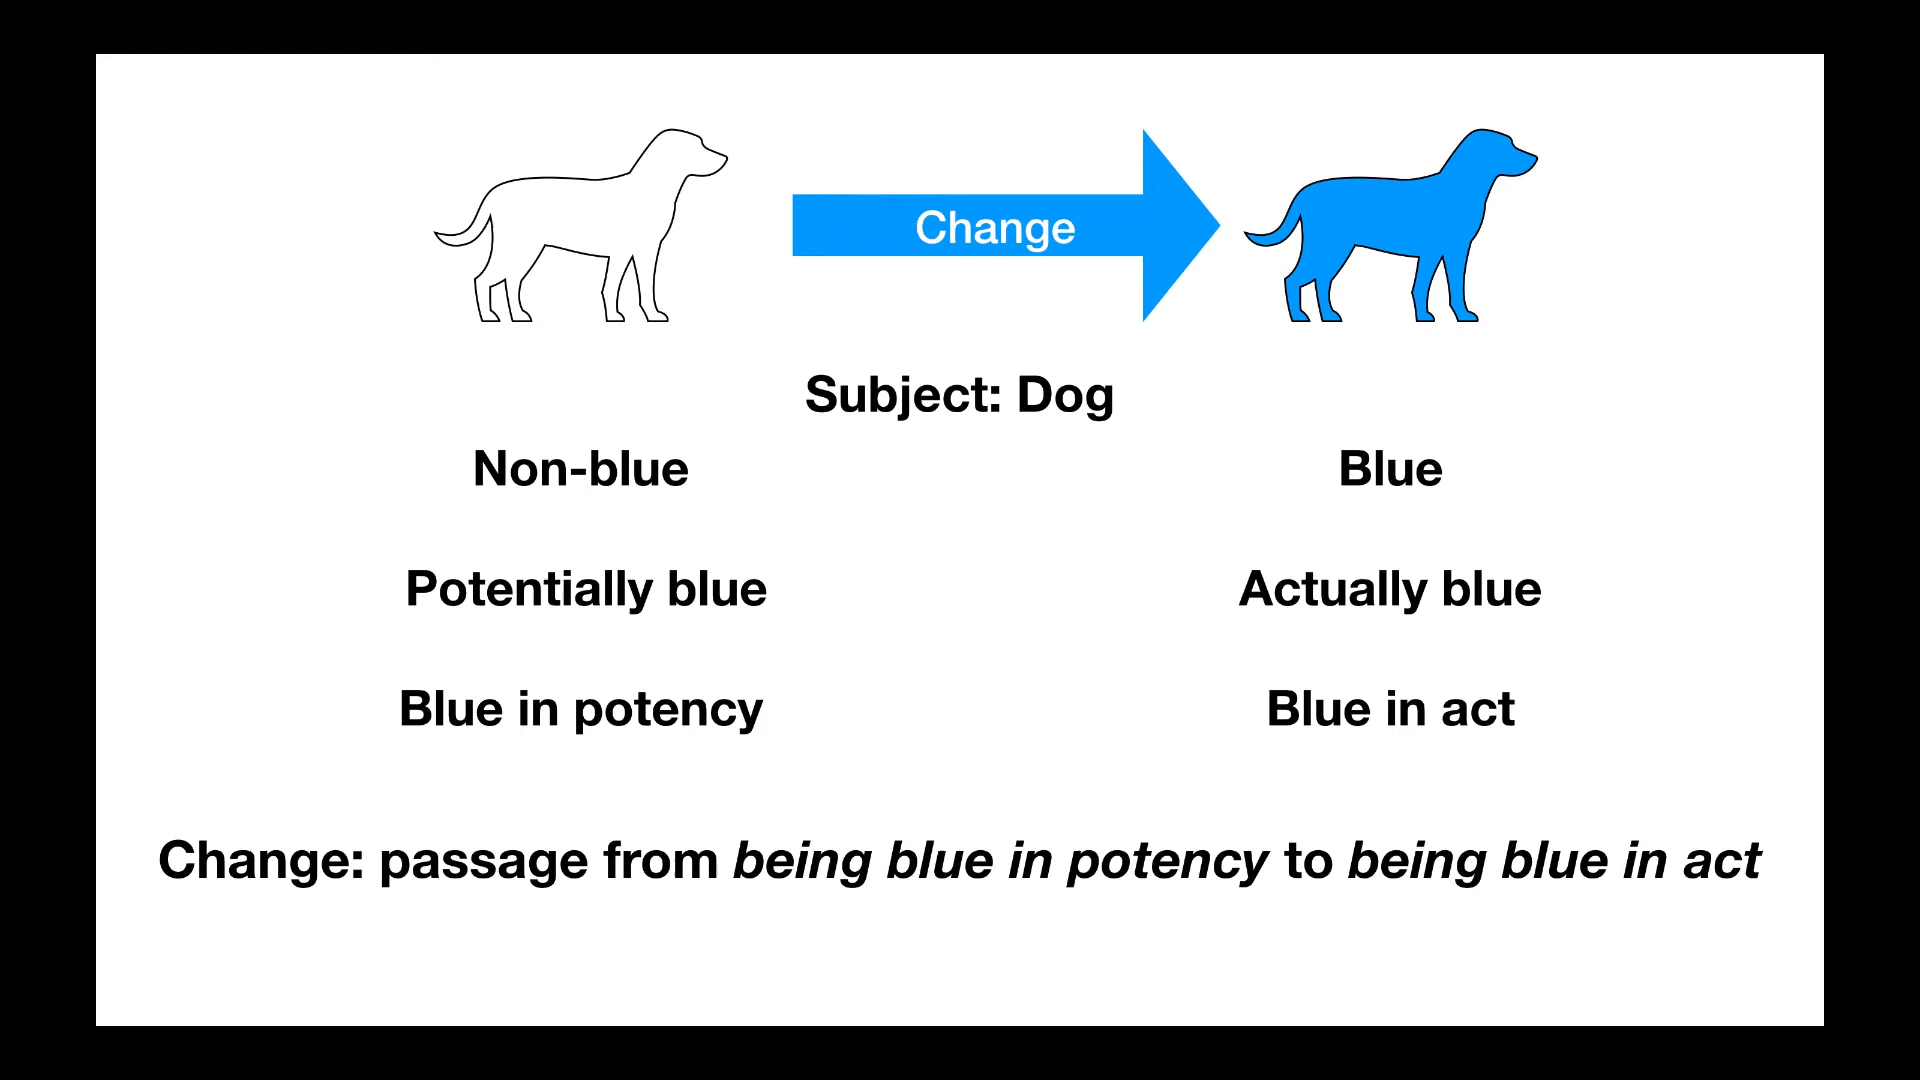 Change
Subject: Dog
Non-blue
Blue
Potentially blue
Actually blue
Blue in potency
Blue in act
Change: passage from being blue in potency to being blue in act